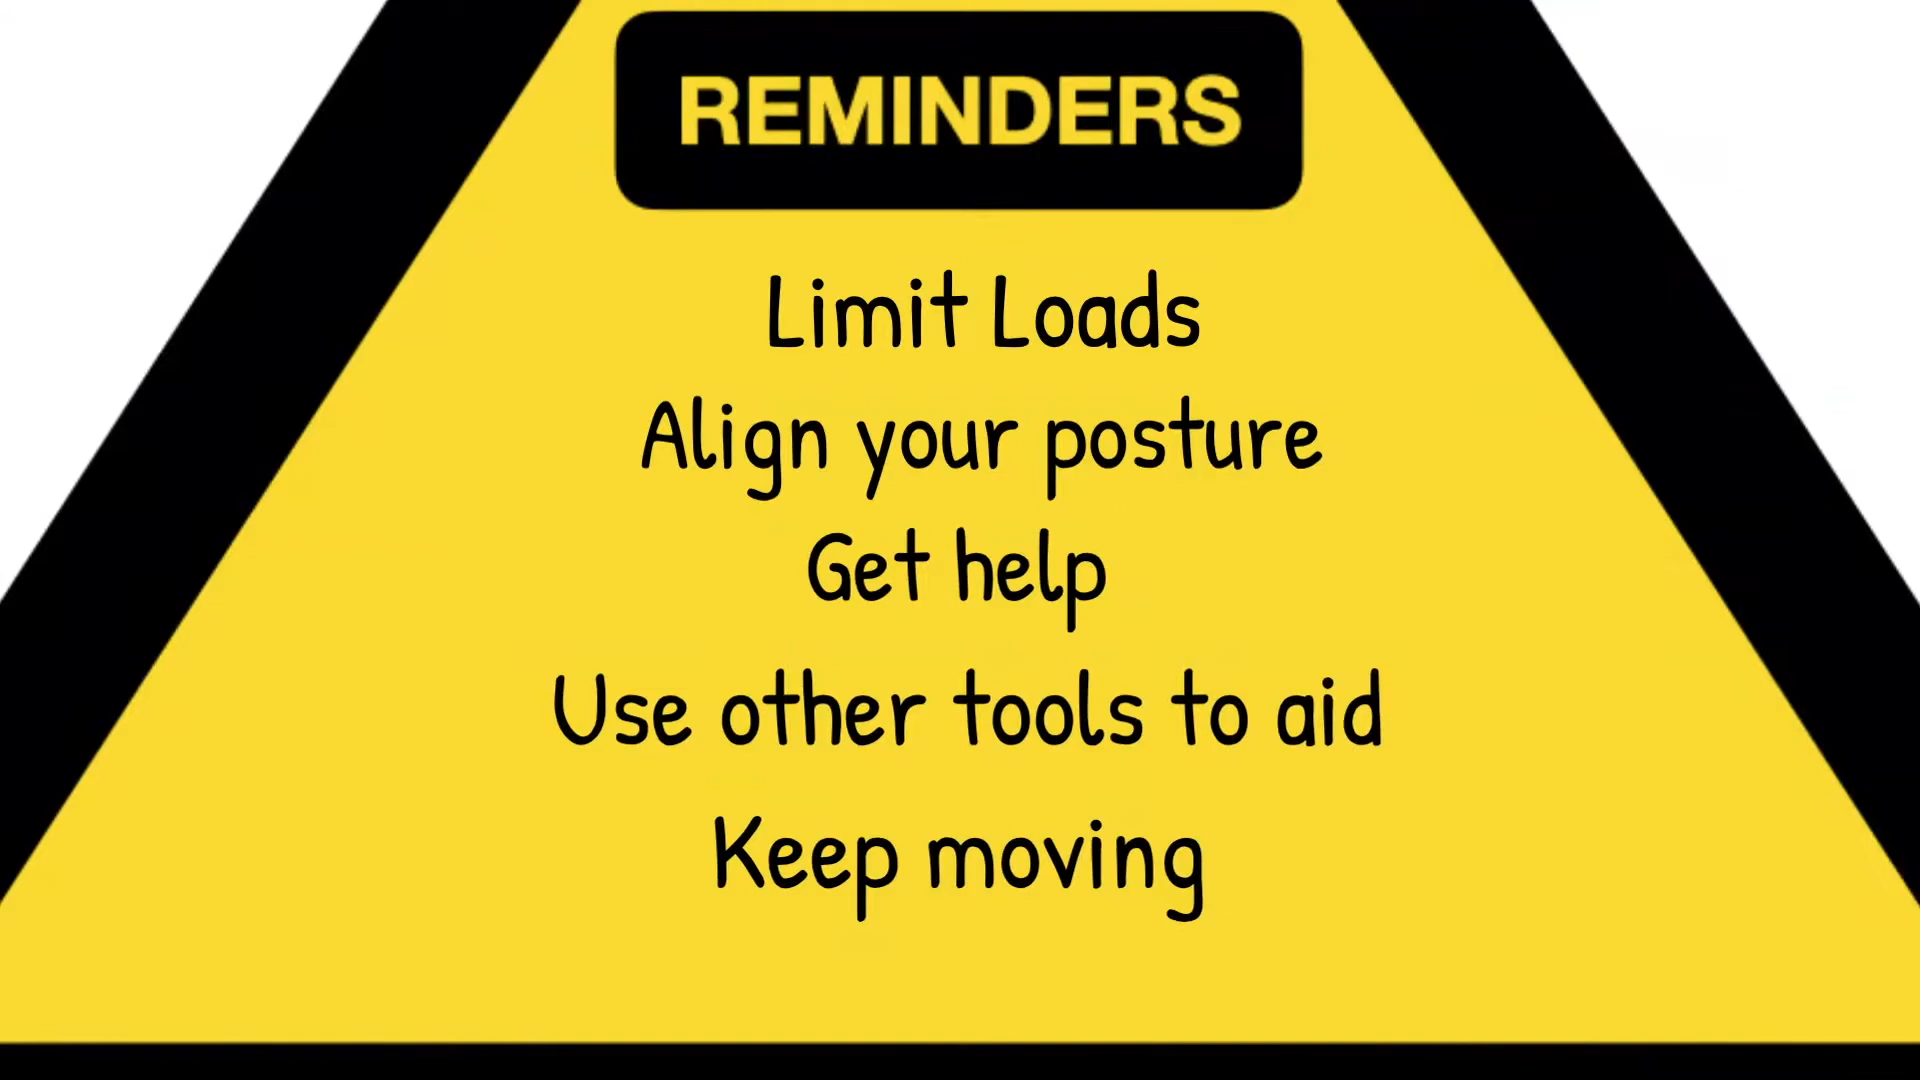 REMINDERS
Limit Loads
Align your posture
Get help
Use other tools to aid
Keep moving